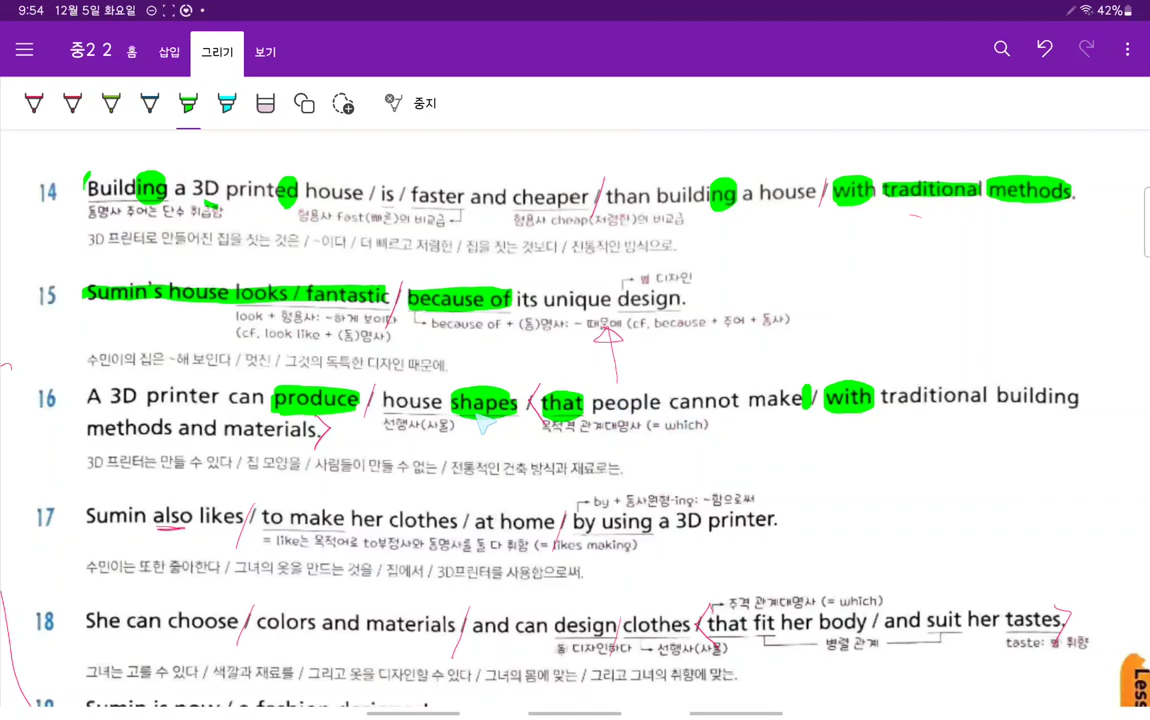 9:54 12월 5일 화요일
42%
중2 2 홈 삽입 그리기 보기
중지
14 Building a 3D printed house / is / faster and cheaper / than building a house / with traditional methods.
동명사 주어는 단수 취급함 형용사 fast(빠른)의 비교급 형용사 cheap(저렴한)의 비교급
3D 프린터로 만들어진 집을 짓는 것은 / ~이다 / 더 빠르고 저렴한 / 집을 짓는 것보다 / 전통적인 방식으로.
명 디자인
15 Sumin's house looks / fantastic / because of its unique design.
look + 형용사: ~하게 보이다 because of + (동)명사: ~ 때문에 (cf. because + 주어 + 동사)
(cf. look like + (동)명사)
수민이의 집은 ~해 보인다 / 멋진 / 그것의 독특한 디자인 때문에.
16 A 3D printer can produce / house shapes / that people cannot make / with traditional building
선행사(사물) 목적격 관계대명사 (= which)
methods and materials.
3D 프린터는 만들 수 있다 / 집 모양을 / 사람들이 만들 수 없는 / 전통적인 건축 방식과 재료로는.
by + 동사원형-ing: ~함으로써
17 Sumin also likes / to make her clothes / at home / by using a 3D printer.
= like는 목적어로 to부정사와 동명사를 둘 다 취함 (= likes making)
수민이는 또한 좋아한다 / 그녀의 옷을 만드는 것을 / 집에서 / 3D프린터를 사용함으로써.
주격 관계대명사 (= which)
18 She can choose / colors and materials / and can design clothes / that fit her body / and suit her tastes.
동 디자인하다 선행사(사물) 병렬 관계 taste: 명 취향
그녀는 고를 수 있다 / 색깔과 재료를 / 그리고 옷을 디자인할 수 있다 / 그녀의 몸에 맞는 / 그리고 그녀의 취향에 맞는.
Less